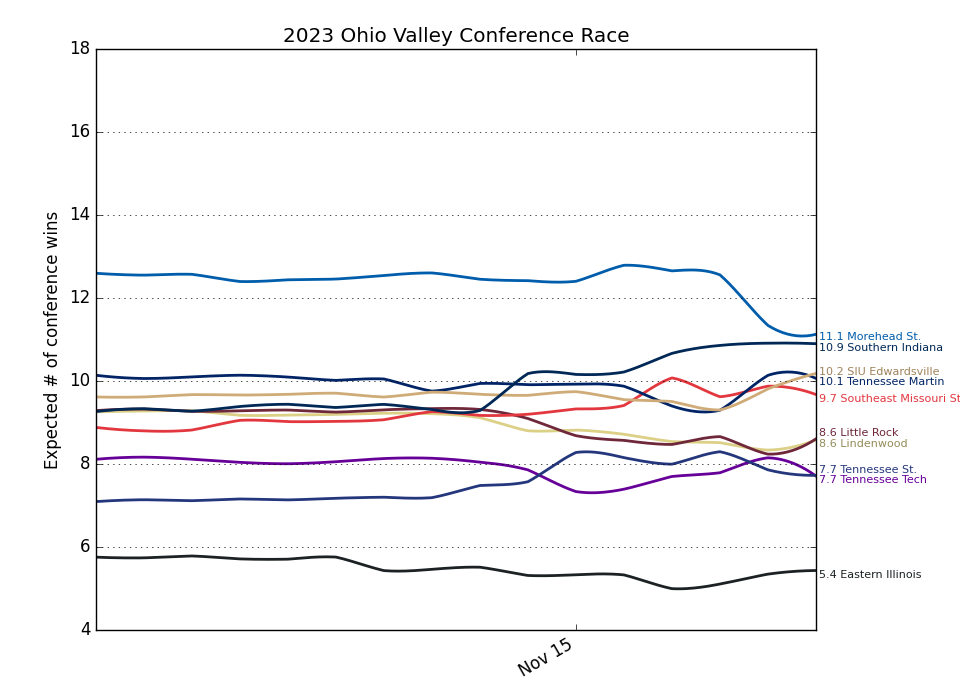 2023 Ohio Valley Conference Race
Expected # of conference wins
18
16
14
12
10
8
6
4
Nov 15
11.1 Morehead St.
10.9 Southern Indiana
10.2 SIU Edwardsville
10.1 Tennessee Martin
9.7 Southeast Missouri St
8.6 Little Rock
8.6 Lindenwood
7.7 Tennessee St.
7.7 Tennessee Tech
5.4 Eastern Illinois